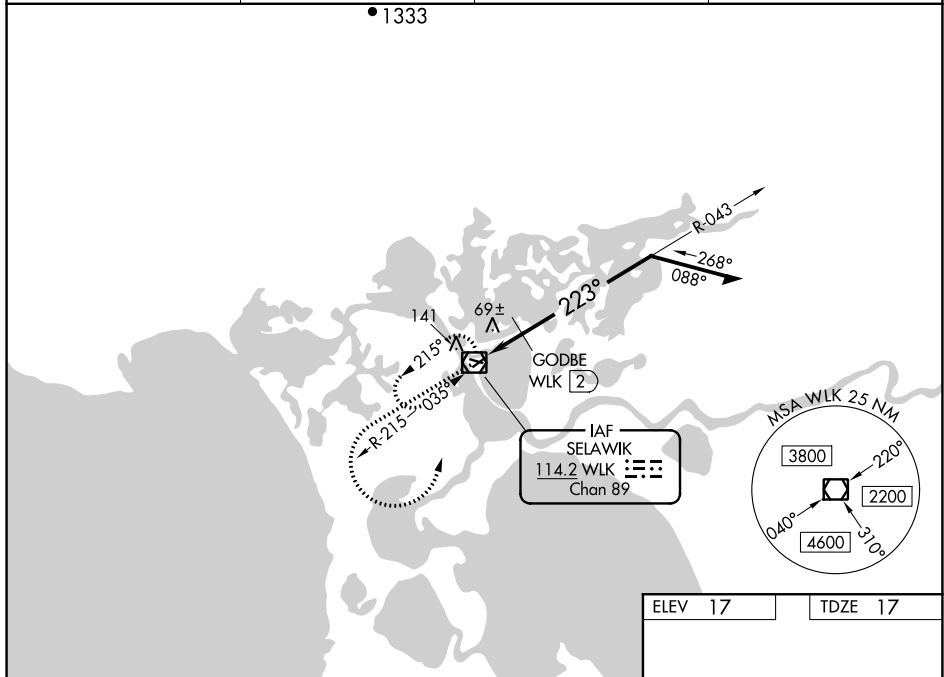 1333
R-043
268°
088°
223°
69±
141
215°
035°
R-215
GODBE
WLK 2
IAF
SELAWIK
114.2 WLK
Chan 89
MSA WLK 25 NM
3800
220°
2200
040°
4600
310°
ELEV 17
TDZE 17